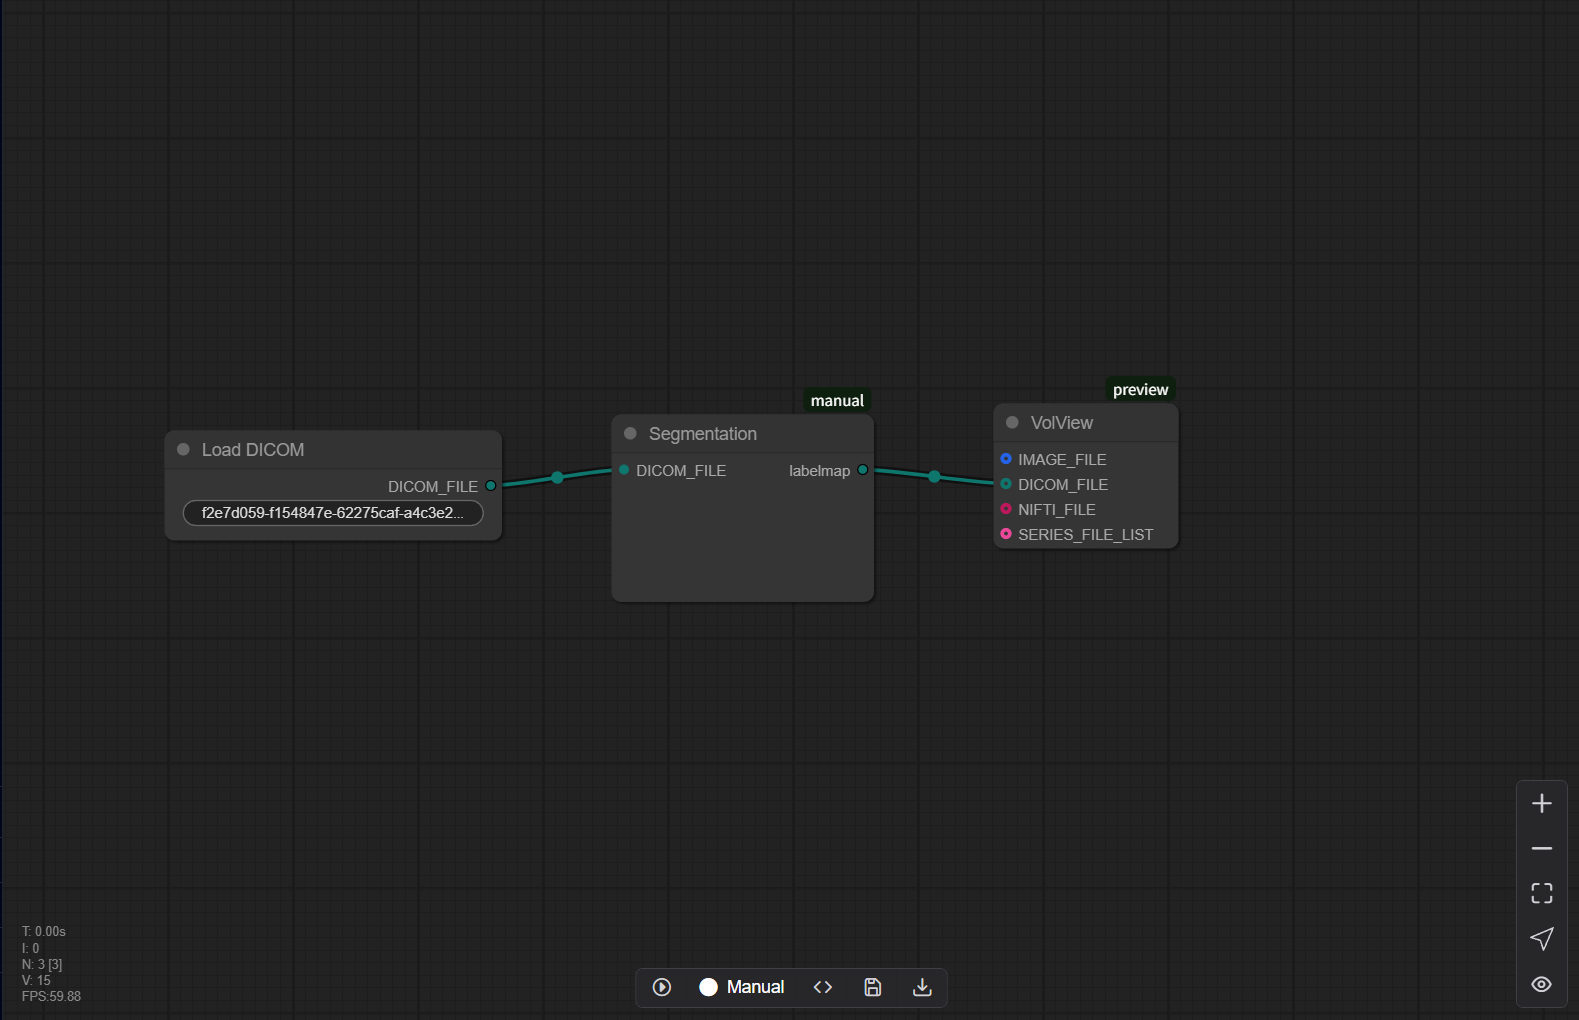 Load DICOM
DICOM_FILE
f2e7d059-f154847e-62275caf-a4c3e2...
manual
Segmentation
DICOM_FILE labelmap
preview
VolView
IMAGE_FILE
DICOM_FILE
NIFTI_FILE
SERIES_FILE_LIST
T: 0.00s
I: 0
N: 3 [3]
V: 15
FPS:59.88
Manual